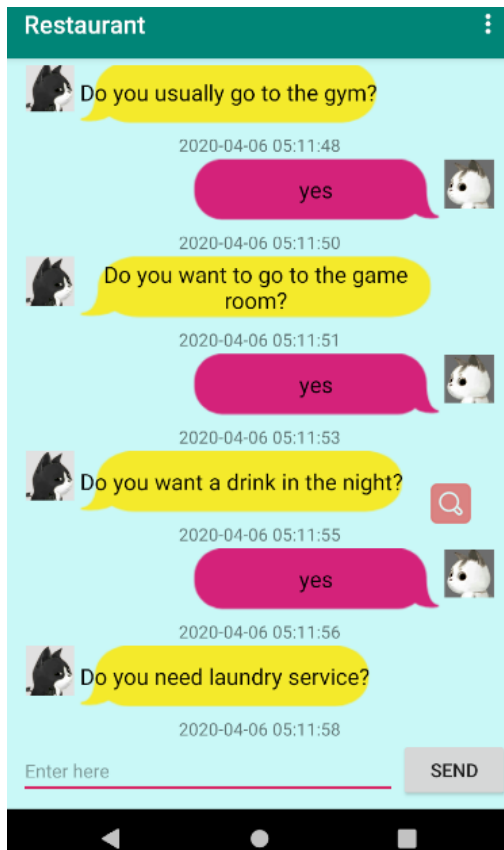 Restaurant
Do you usually go to the gym?
2020-04-06 05:11:48
yes
2020-04-06 05:11:50
Do you want to go to the game
room?
2020-04-06 05:11:51
yes
2020-04-06 05:11:53
Do you want a drink in the night?
2020-04-06 05:11:55
yes
2020-04-06 05:11:56
Do you need laundry service?
2020-04-06 05:11:58
Enter here
SEND